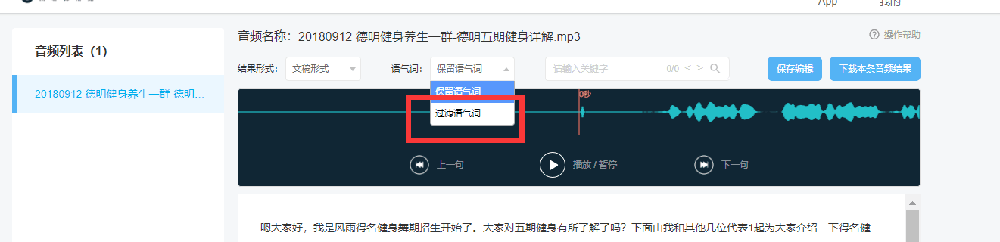 App
我的
音频列表（1）
音频名称：20180912 德明健身养生一群-德明五期健身详解.mp3
操作帮助
结果形式：
文稿形式
语气词：
保留语气词
请输入关键字
0/0 < >
保存编辑
下载本条音频结果
20180912 德明健身养生一群-德明...
保留语气词
0秒
过滤语气词
上一句
播放 / 暂停
下一句
嗯大家好，我是风雨得名健身舞期招生开始了。大家对五期健身有所了解了吗？下面由我和其他几位代表1起为大家介绍一下得名健